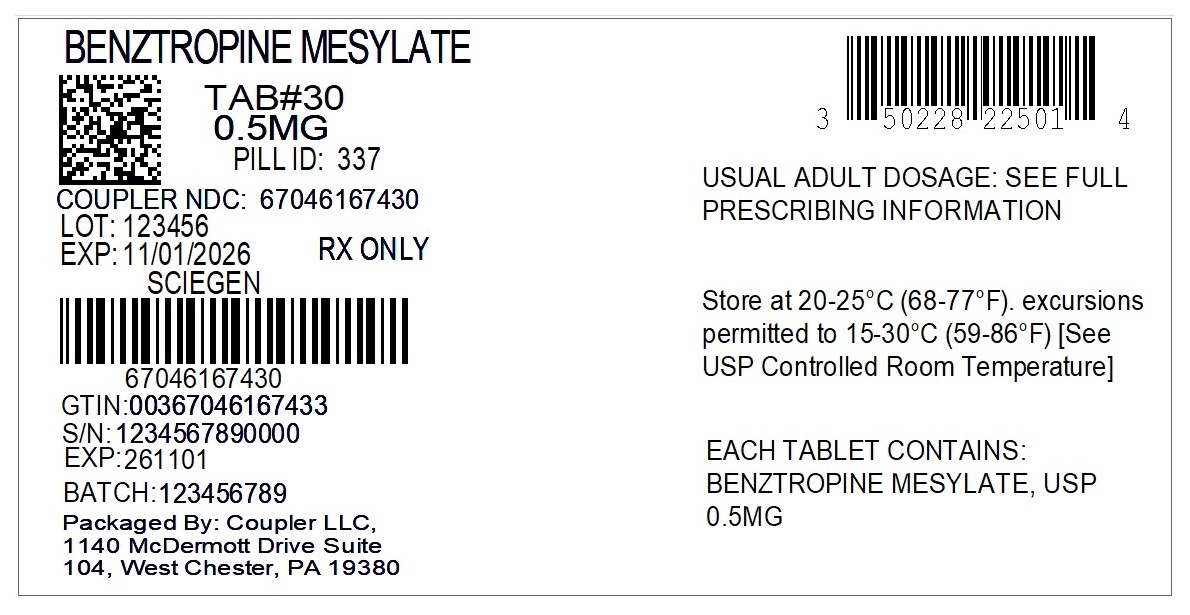 BENZTROPINE MESYLATE
TAB#30
0.5MG
PILL ID: 337
COUPLER NDC: 67046167430
LOT: 123456
EXP: 11/01/2026
RX ONLY
SCIEGEN
67046167430
GTIN:00367046167433
S/N:1234567890000
EXP:261101
BATCH:123456789
Packaged By: Coupler LLC,
1140 McDermott Drive Suite
104, West Chester, PA 19380
3 50228 22501 4
USUAL ADULT DOSAGE: SEE FULL
PRESCRIBING INFORMATION
Store at 20-25°C (68-77°F). excursions
permitted to 15-30°C (59-86°F) [See
USP Controlled Room Temperature]
EACH TABLET CONTAINS:
BENZTROPINE MESYLATE, USP
0.5MG